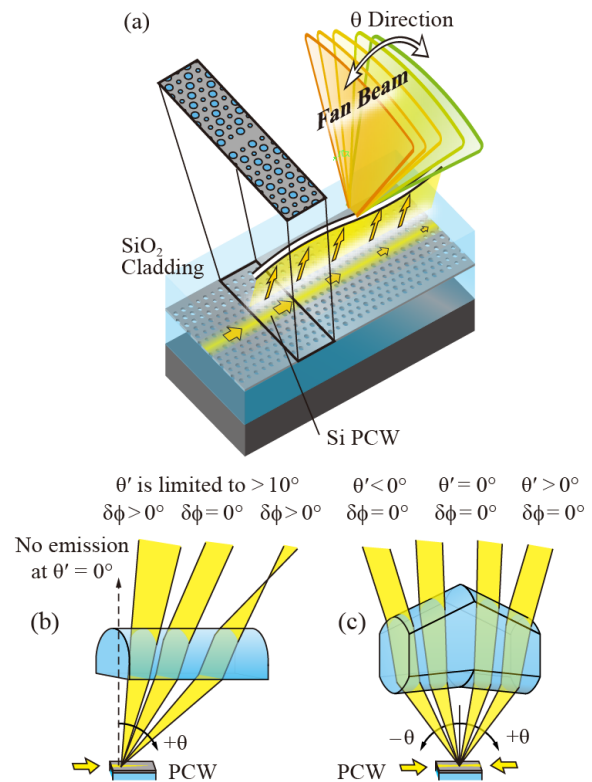 (a)
θ Direction
Fan Beam
SiO2
Cladding
Si PCW
θ′ is limited to > 10°
δϕ > 0° δϕ = 0° δϕ > 0°
No emission
at θ′ = 0°
(b)
+θ
PCW
θ′ < 0° θ′ = 0° θ′ > 0°
δϕ = 0° δϕ = 0° δϕ = 0°
(c)
−θ +θ
PCW